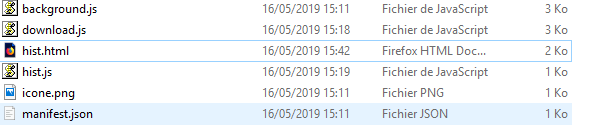 background.js 16/05/2019 15:11 Fichier de JavaScript 3 Ko
download.js 16/05/2019 15:18 Fichier de JavaScript 3 Ko
hist.html 16/05/2019 15:42 Firefox HTML Doc... 2 Ko
hist.js 16/05/2019 15:19 Fichier de JavaScript 1 Ko
icone.png 16/05/2019 15:11 Fichier PNG 1 Ko
manifest.json 16/05/2019 15:11 Fichier JSON 1 Ko